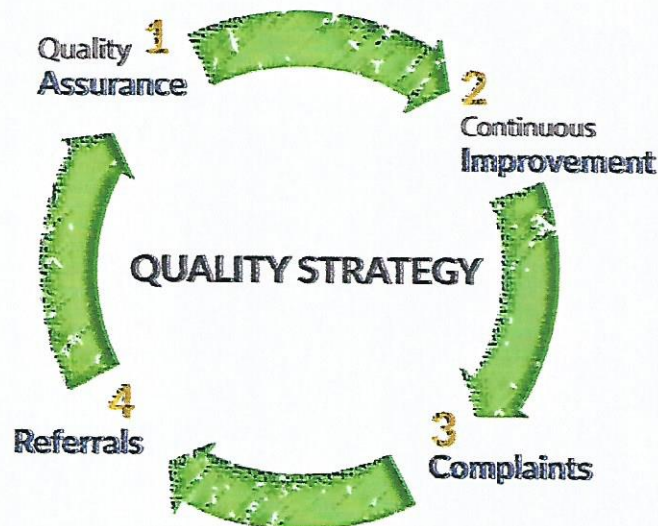 1
Quality
Assurance
2
Continuous
Improvement
QUALITY STRATEGY
3
Complaints
4
Referrals